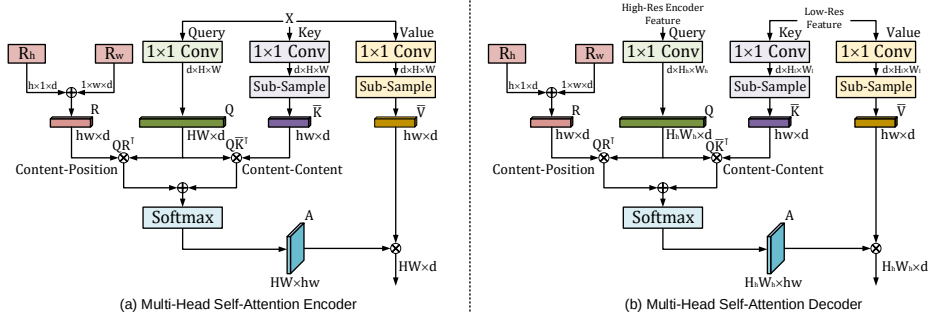 X
Query
Key
Value
Rₕ
R𝓌
1×1 Conv
1×1 Conv
1×1 Conv
h×1×d
1×w×d
d×H×W
d×H×W
d×H×W
Sub-Sample
Sub-Sample
R
Q
K̅
V̅
hw×d
HW×d
hw×d
hw×d
QRᵀ
QK̅ᵀ
Content-Position
Content-Content
Softmax
A
HW×hw
HW×d
(a) Multi-Head Self-Attention Encoder
High-Res Encoder
Feature
Low-Res
Feature
Query
Key
Value
Rₕ
R𝓌
1×1 Conv
1×1 Conv
1×1 Conv
h×1×d
1×w×d
d×Hₕ×Wₕ
d×Hₗ×Wₗ
d×Hₗ×Wₗ
Sub-Sample
Sub-Sample
R
Q
K̅
V̅
hw×d
HₕWₕ×d
hw×d
hw×d
QRᵀ
QK̅ᵀ
Content-Position
Content-Content
Softmax
A
HₕWₕ×hw
HₕWₕ×d
(b) Multi-Head Self-Attention Decoder